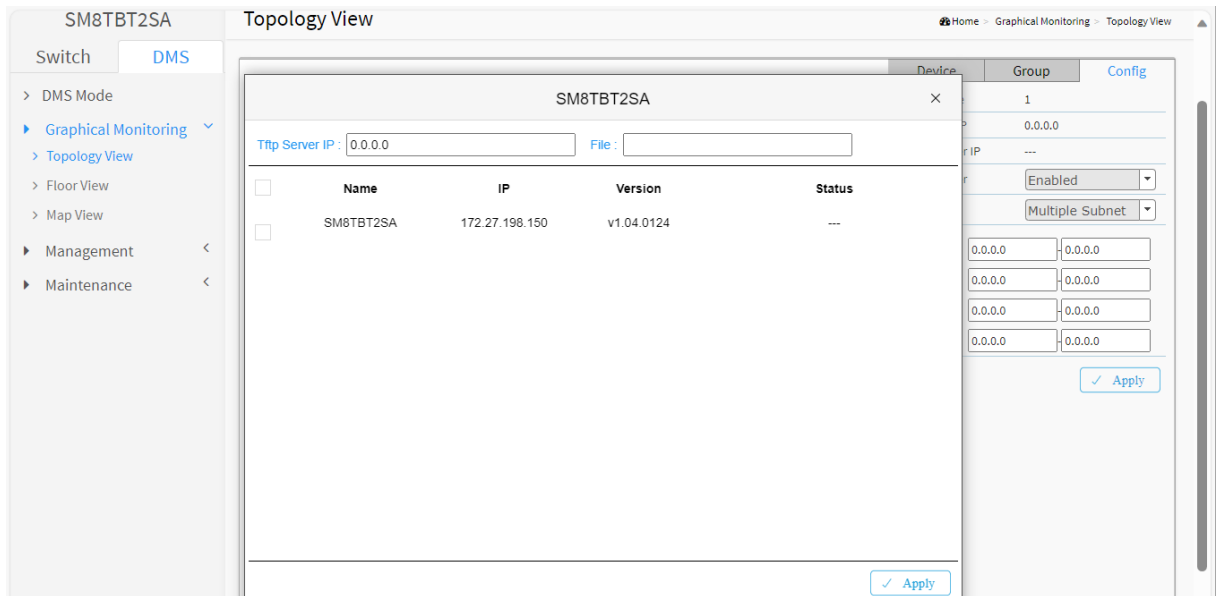 SM8TBT2SA
Switch
DMS
DMS Mode
Graphical Monitoring
Topology View
Floor View
Map View
Management
Maintenance
Topology View
Home > Graphical Monitoring > Topology View
Device
Group
Config
1
0.0.0.0
r IP
---
Enabled
Multiple Subnet
0.0.0.0 - 0.0.0.0
0.0.0.0 - 0.0.0.0
0.0.0.0 - 0.0.0.0
0.0.0.0 - 0.0.0.0
Apply
SM8TBT2SA
Tftp Server IP : 0.0.0.0 File :
Name IP Version Status
SM8TBT2SA 172.27.198.150 v1.04.0124 ---
Apply